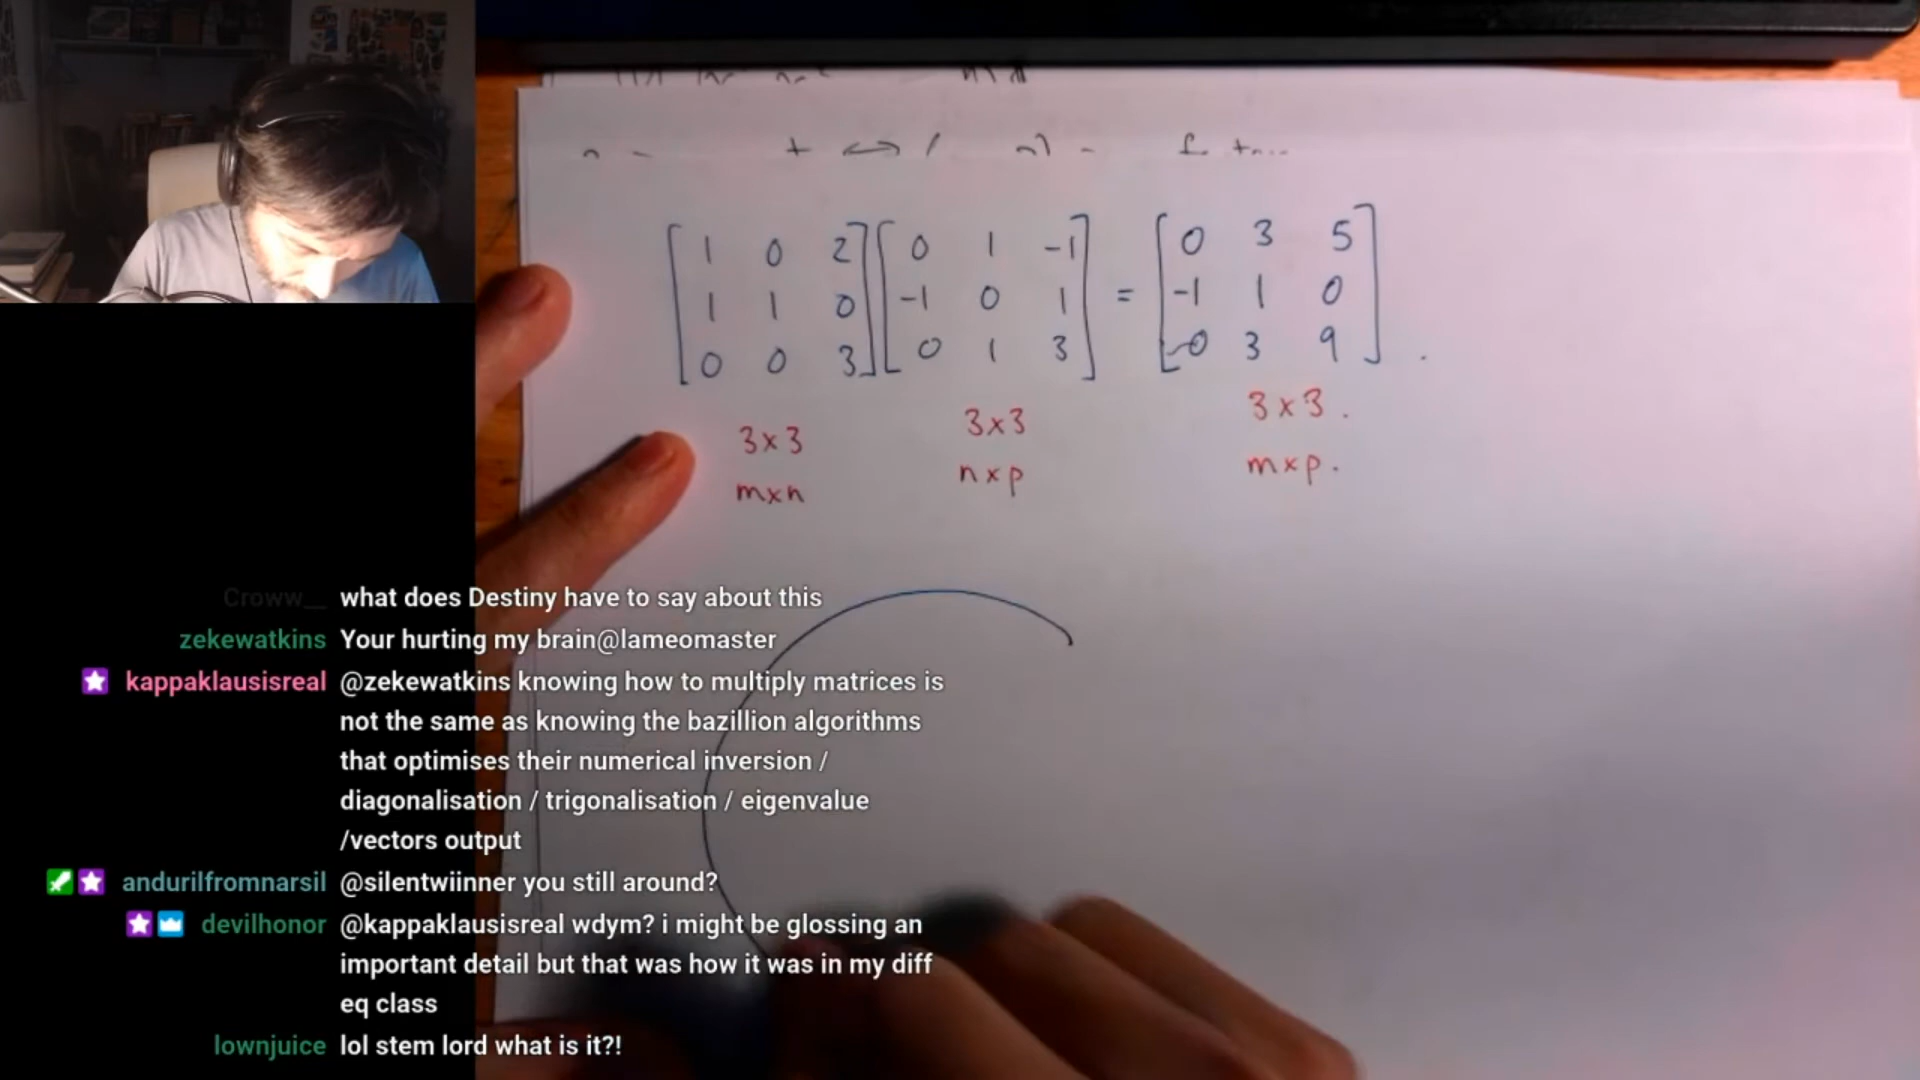 [1 0 2] [0 1 -1] = [0 3 5]
[1 1 0] [-1 0 1] [-1 1 0]
[0 0 3] [0 1 3] [0 3 9] .
3x3 3x3 3x3 .
mxn nxp mxp.
Croww__ what does Destiny have to say about this
zekewatkins Your hurting my brain@lameomaster
kappaklausisreal @zekewatkins knowing how to multiply matrices is
not the same as knowing the bazillion algorithms
that optimises their numerical inversion /
diagonalisation / trigonalisation / eigenvalue
/vectors output
andurilfromnarsil @silentwiinner you still around?
devilhonor @kappaklausisreal wdym? i might be glossing an
important detail but that was how it was in my diff
eq class
lownjuice lol stem lord what is it?!